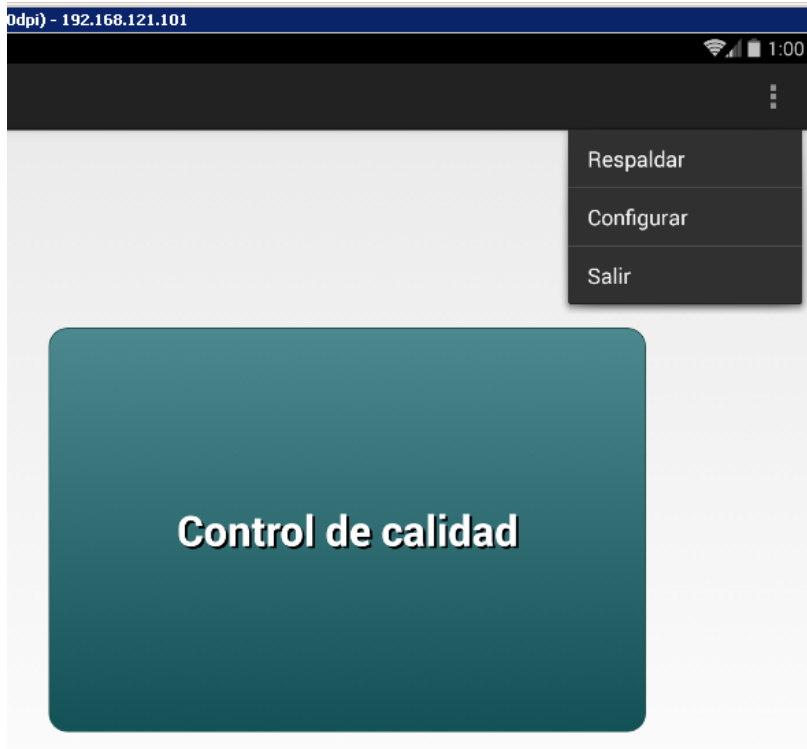 0dpi) - 192.168.121.101
1:00
Respaldar
Configurar
Salir
Control de calidad